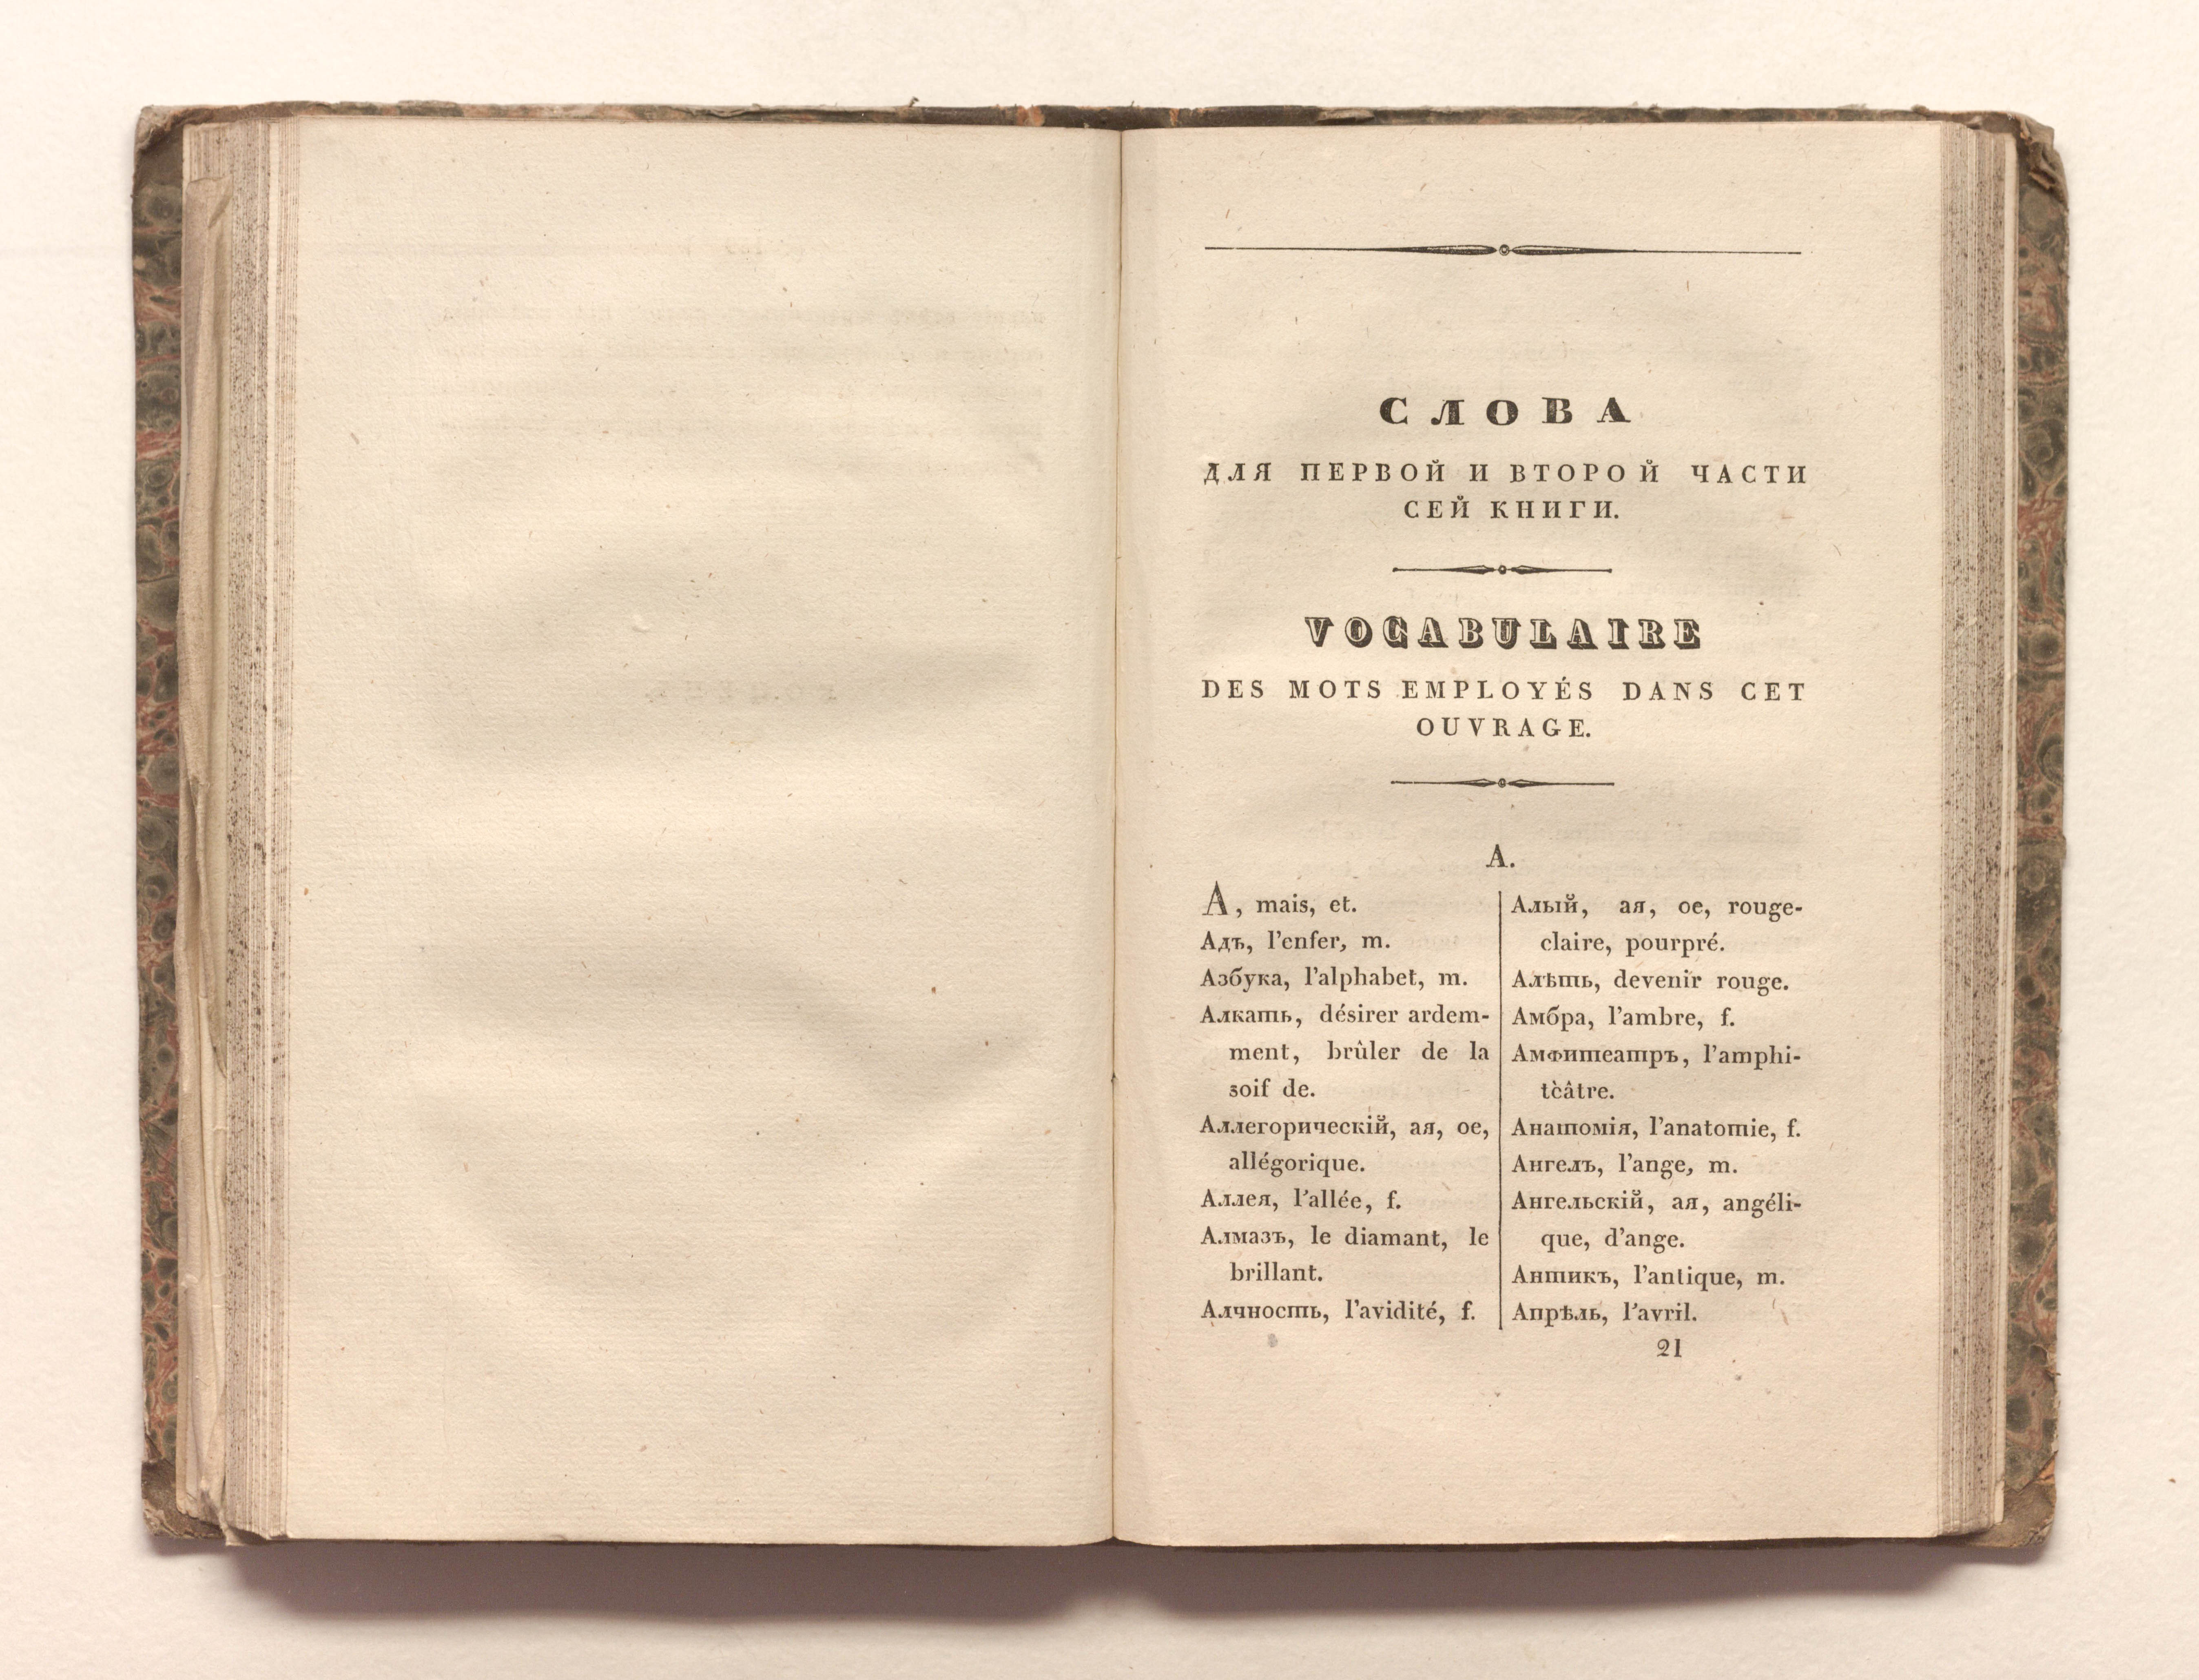 СЛОВА
ДЛЯ ПЕРВОЙ И ВТОРОЙ ЧАСТИ
СЕЙ КНИГИ.
VOCABULAIRE
DES MOTS EMPLOYÉS DANS CET
OUVRAGE.
А.
А, mais, et.
Адъ, l'enfer, m.
Азбука, l'alphabet, m.
Алкать, désirer ardem-
ment, brûler de la
soif de.
Аллегорическій, ая, ое,
allégorique.
Аллея, l'allée, f.
Алмазъ, le diamant, le
brillant.
Алчность, l'avidité, f.
Алый, ая, ое, rouge-
claire, pourpré.
Алѣть, devenir rouge.
Амбра, l'ambre, f.
Амфитеатръ, l'amphi-
tèâtre.
Анатомія, l'anatomie, f.
Ангелъ, l'ange, m.
Ангельскій, ая, angéli-
que, d'ange.
Антикъ, l'antique, m.
Апрѣль, l'avril.
21